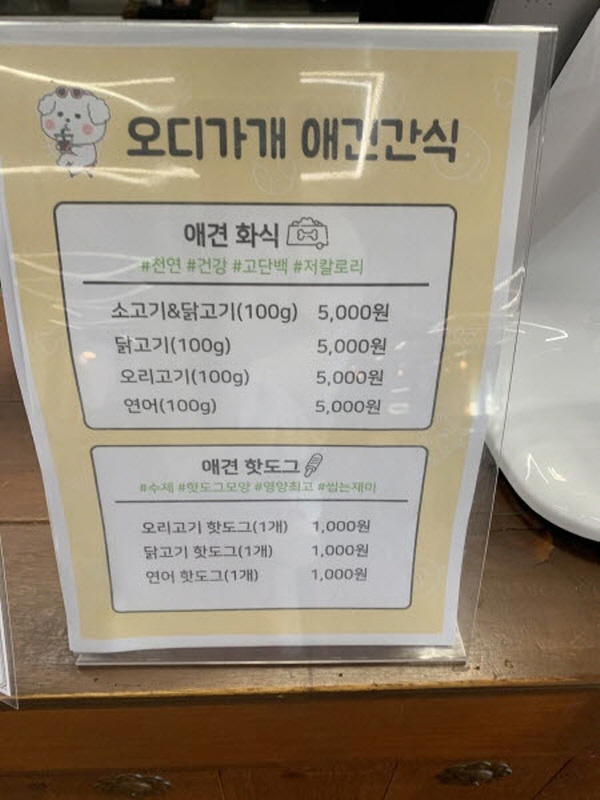 오디가개 애견간식
애견 화식
#천연 #건강 #고단백 #저칼로리
소고기&닭고기(100g) 5,000원
닭고기(100g) 5,000원
오리고기(100g) 5,000원
연어(100g) 5,000원
애견 핫도그
#수제 #핫도그모양 #영양최고 #씹는재미
오리고기 핫도그(1개) 1,000원
닭고기 핫도그(1개) 1,000원
연어 핫도그(1개) 1,000원